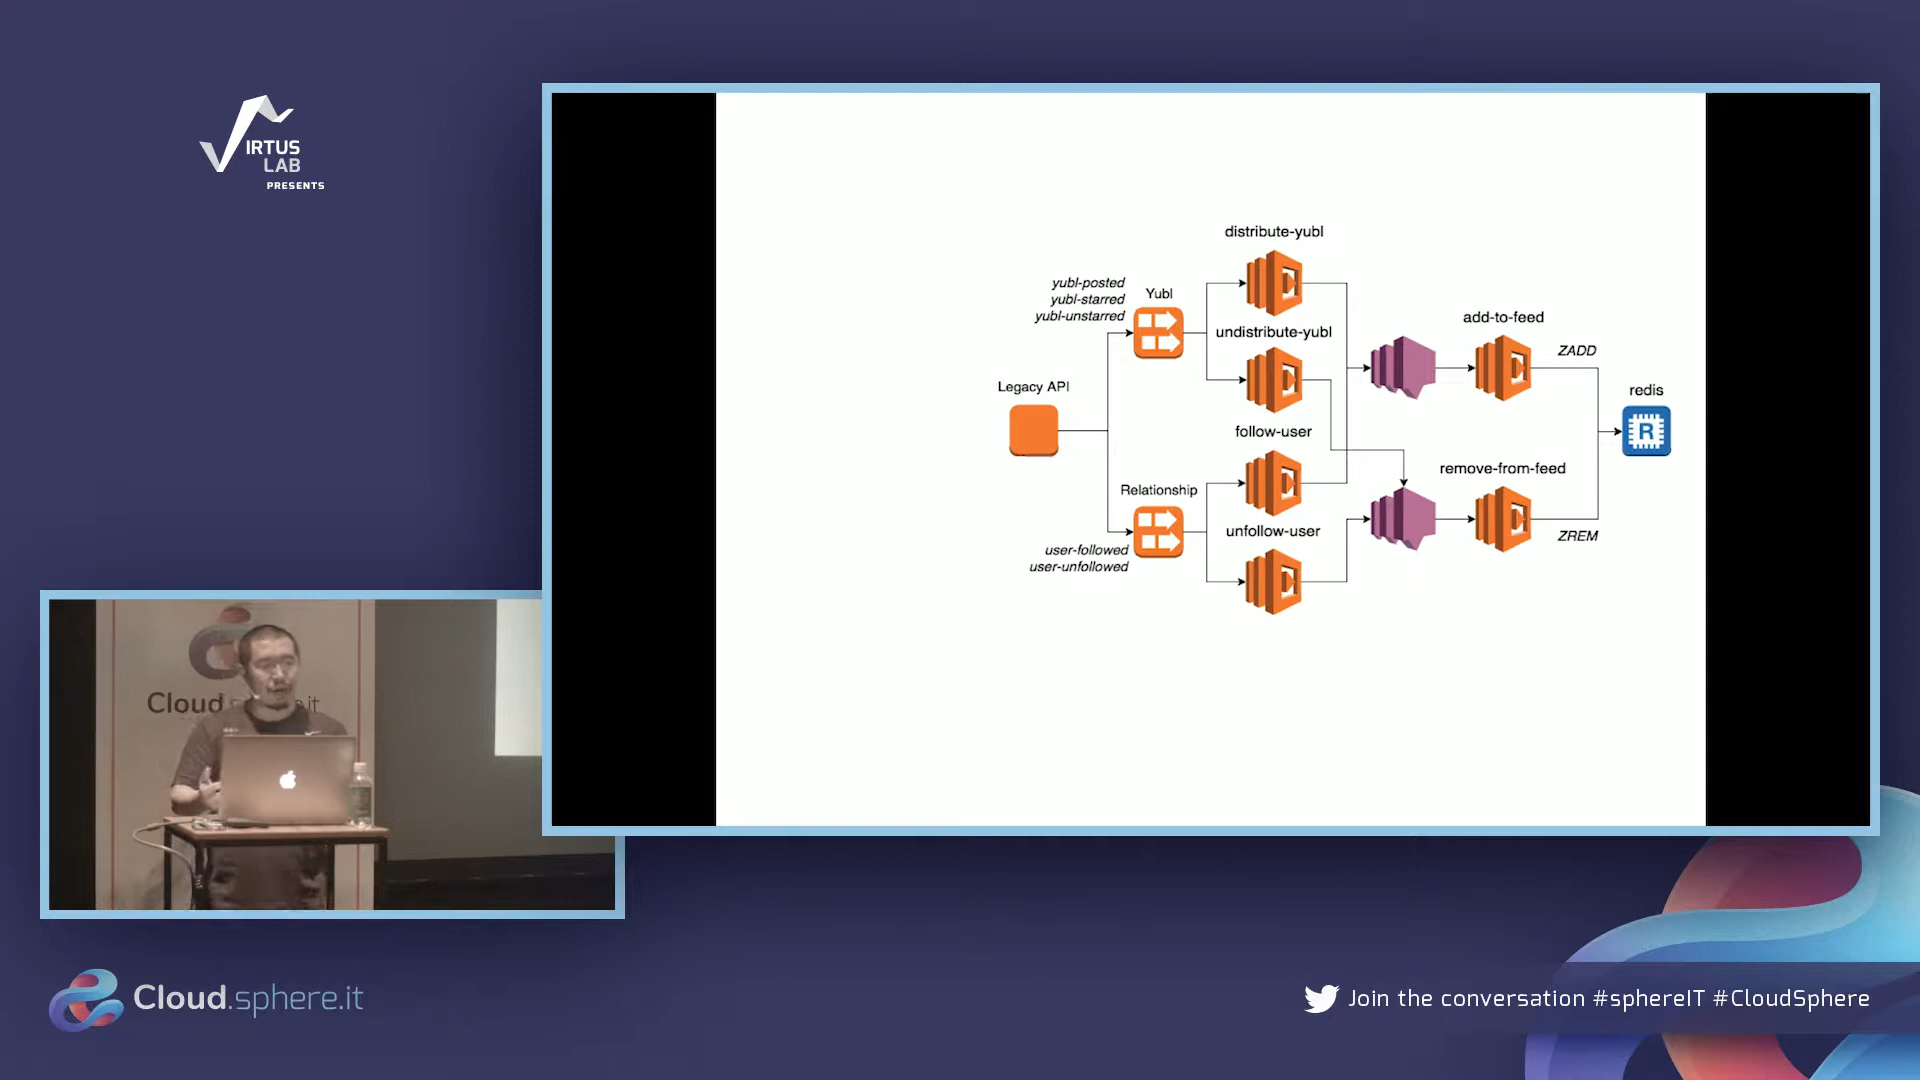 IRTUS
LAB
PRESENTS
distribute-yubl
yubl-posted
yubl-starred
yubl-unstarred
Yubl
undistribute-yubl
add-to-feed
ZADD
Legacy API
redis
R
follow-user
remove-from-feed
Relationship
unfollow-user
ZREM
user-followed
user-unfollowed
Cloud
.it
Cloud.sphere.it
Join the conversation #sphereIT #CloudSphere